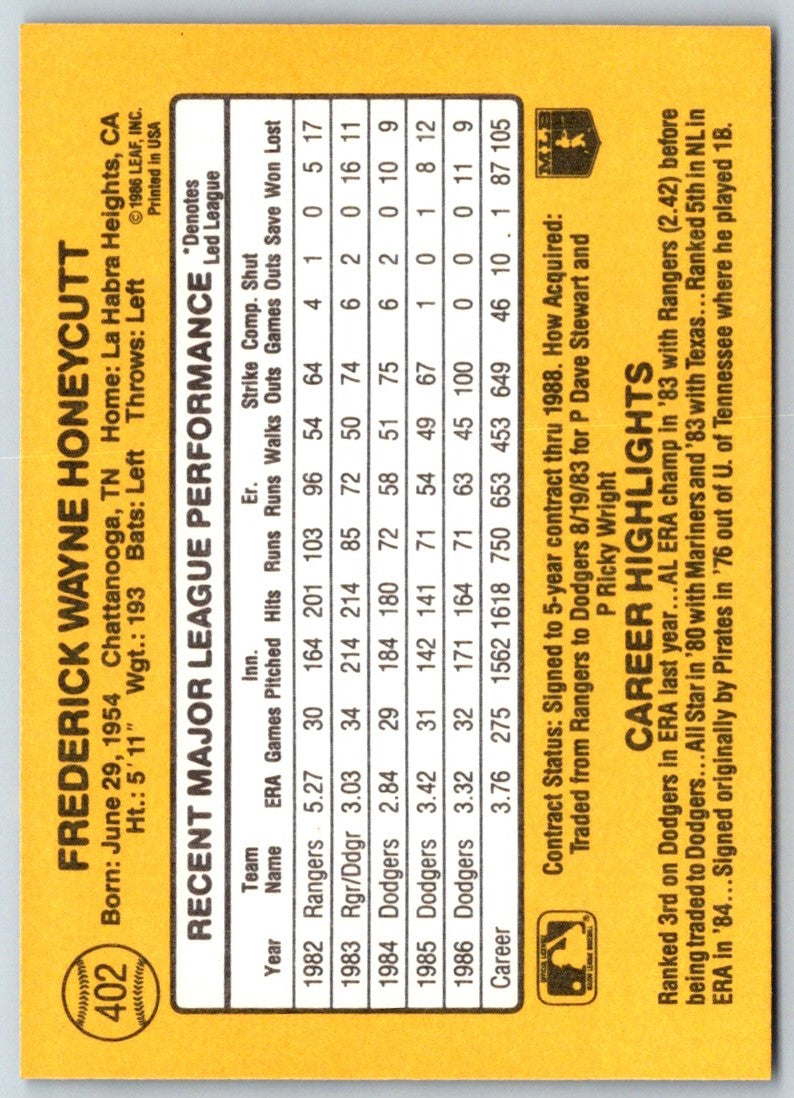 402
FREDERICK WAYNE HONEYCUTT
Born: June 29, 1954 Chattanooga, TN Home: La Habra Heights, CA
Ht.: 5' 11" Wgt.: 193 Bats: Left Throws: Left
© 1986 LEAF, INC.
Printed in USA
RECENT MAJOR LEAGUE PERFORMANCE *Denotes Led League
Year Team Name ERA Games Inn. Pitched Hits Runs Er. Runs Walks Strike Outs Comp. Games Shut Outs Save Won Lost
1982 Rangers 5.27 30 164 201 103 96 54 64 4 1 0 5 17
1983 Rgr/Ddgr 3.03 34 214 214 85 72 50 74 6 2 0 16 11
1984 Dodgers 2.84 29 184 180 72 58 51 75 6 2 0 10 9
1985 Dodgers 3.42 31 142 141 71 54 49 67 1 0 1 8 12
1986 Dodgers 3.32 32 171 164 71 63 45 100 0 0 0 11 9
Career 3.76 275 1562 1618 750 653 453 649 46 10 1 87 105
OFFICIAL LICENSEE
MAJOR LEAGUE BASEBALL
Contract Status: Signed to 5-year contract thru 1988. How Acquired:
Traded from Rangers to Dodgers 8/19/83 for P Dave Stewart and
P Ricky Wright
MLB
CAREER HIGHLIGHTS
Ranked 3rd on Dodgers in ERA last year...AL ERA champ in '83 with Rangers (2.42) before
being traded to Dodgers...All Star in '80 with Mariners and '83 with Texas...Ranked 5th in NL in
ERA in '84...Signed originally by Pirates in '76 out of U. of Tennessee where he played 1B.